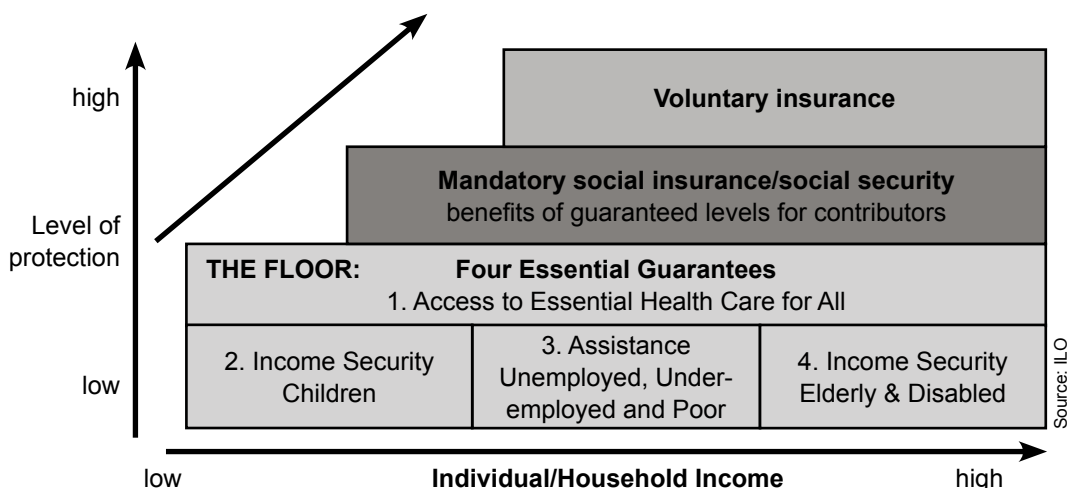 high
Voluntary insurance
Mandatory social insurance/social security
benefits of guaranteed levels for contributors
Level of
protection
THE FLOOR: Four Essential Guarantees
1. Access to Essential Health Care for All
low
2. Income Security
Children
3. Assistance
Unemployed, Under-
employed and Poor
4. Income Security
Elderly & Disabled
Source: ILO
low Individual/Household Income high